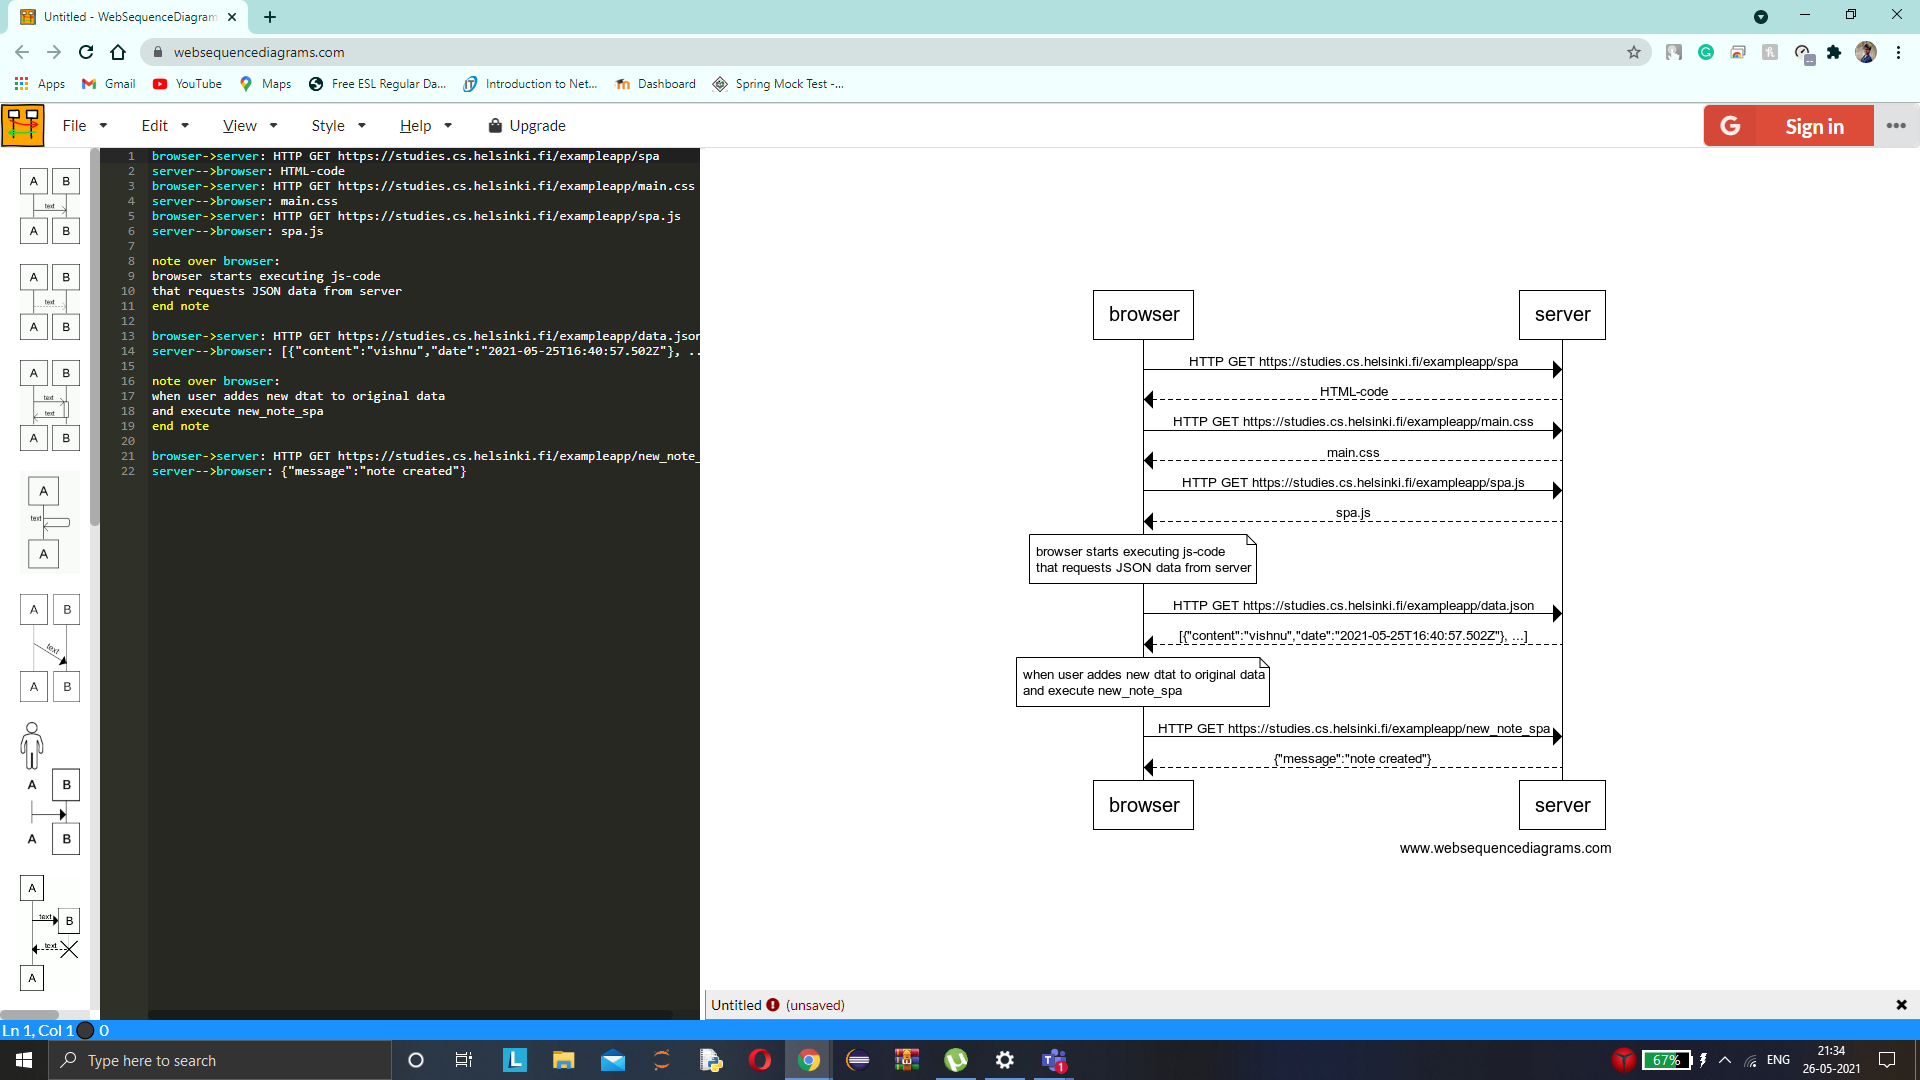 Untitled - WebSequenceDiagram
websequencediagrams.com
Apps Gmail YouTube Maps Free ESL Regular Da... Introduction to Net... Dashboard Spring Mock Test -...
File Edit View Style Help Upgrade
Sign in
A B
text
A B
A B
text
A B
A B
text
text
A B
A
text
A
A B
text
A B
A B
A B
A
text B
text
A
1 browser->server: HTTP GET https://studies.cs.helsinki.fi/exampleapp/spa
2 server-->browser: HTML-code
3 browser->server: HTTP GET https://studies.cs.helsinki.fi/exampleapp/main.css
4 server-->browser: main.css
5 browser->server: HTTP GET https://studies.cs.helsinki.fi/exampleapp/spa.js
6 server-->browser: spa.js
7
8 note over browser:
9 browser starts executing js-code
10 that requests JSON data from server
11 end note
12
13 browser->server: HTTP GET https://studies.cs.helsinki.fi/exampleapp/data.json
14 server-->browser: [{"content":"vishnu","date":"2021-05-25T16:40:57.502Z"}, ..
15
16 note over browser:
17 when user addes new dtat to original data
18 and execute new_note_spa
19 end note
20
21 browser->server: HTTP GET https://studies.cs.helsinki.fi/exampleapp/new_note_
22 server-->browser: {"message":"note created"}
browser server
HTTP GET https://studies.cs.helsinki.fi/exampleapp/spa
HTML-code
HTTP GET https://studies.cs.helsinki.fi/exampleapp/main.css
main.css
HTTP GET https://studies.cs.helsinki.fi/exampleapp/spa.js
spa.js
browser starts executing js-code
that requests JSON data from server
HTTP GET https://studies.cs.helsinki.fi/exampleapp/data.json
[{"content":"vishnu","date":"2021-05-25T16:40:57.502Z"}, ...]
when user addes new dtat to original data
and execute new_note_spa
HTTP GET https://studies.cs.helsinki.fi/exampleapp/new_note_spa
{"message":"note created"}
browser server
www.websequencediagrams.com
Untitled (unsaved)
Ln 1, Col 1 0
Type here to search
67% ENG
21:34
26-05-2021